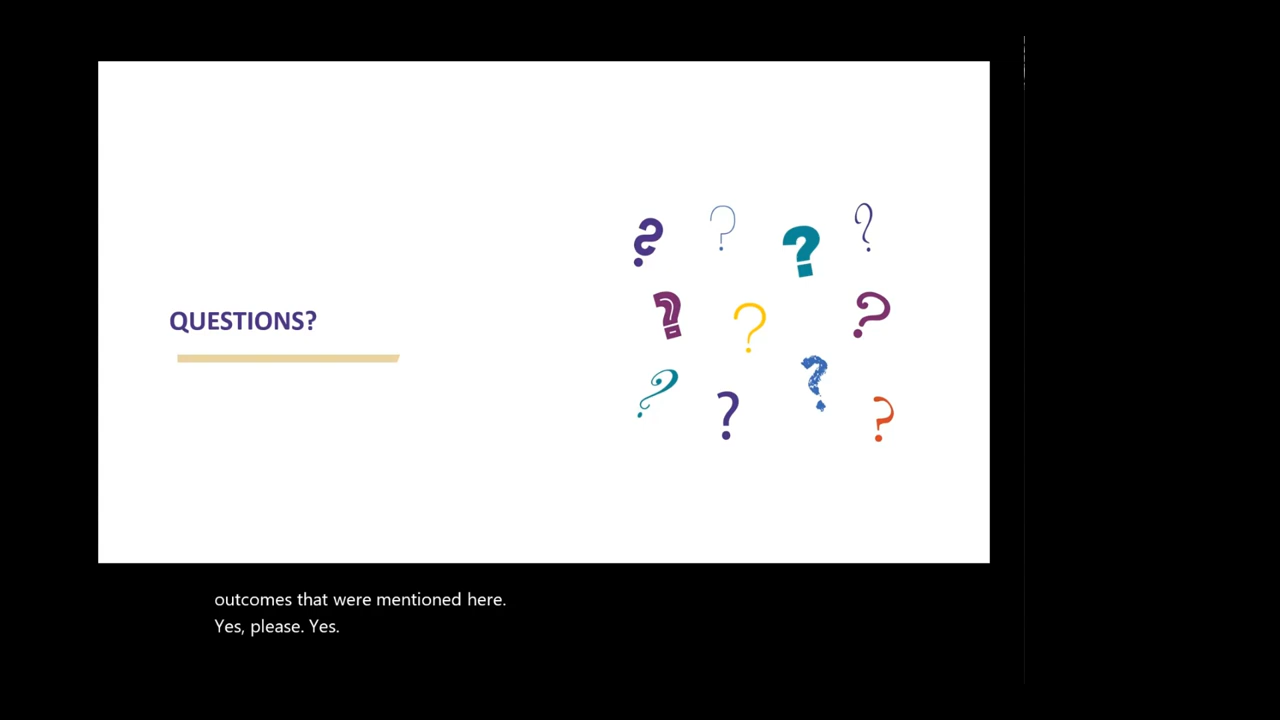 QUESTIONS?
? ? ? ?
? ? ?
? ? ? ?
outcomes that were mentioned here.
Yes, please. Yes.